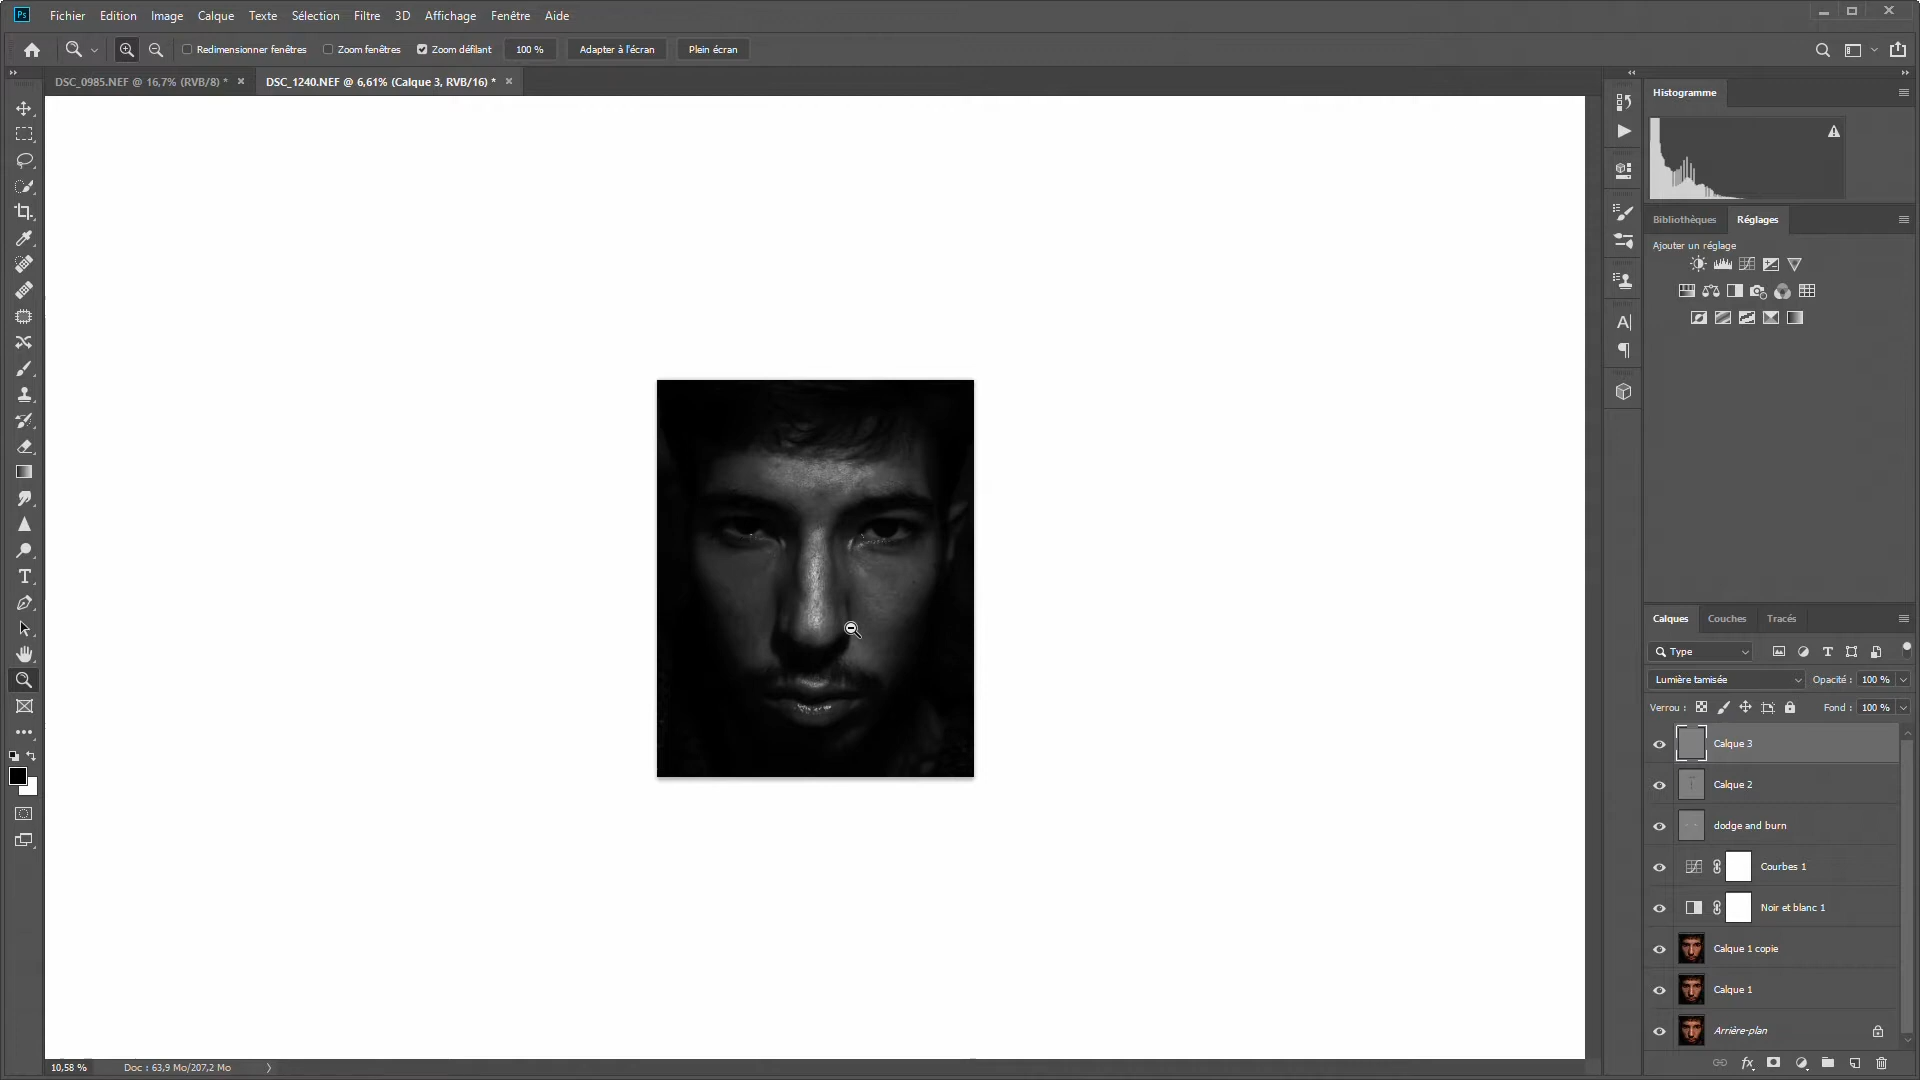 Ps Fichier Edition Image Calque Texte Sélection Filtre 3D Affichage Fenêtre Aide
Redimensionner fenêtres Zoom fenêtres Zoom défilant 100 % Adapter à l'écran Plein écran
DSC_0985.NEF @ 16,7% (RVB/8) * DSC_1240.NEF @ 6,61% (Calque 3, RVB/16) *
Histogramme
Bibliothèques Réglages
Ajouter un réglage
Calques Couches Tracés
Type
Lumière tamisée Opacité : 100 %
Verrou : Fond : 100 %
Calque 3
Calque 2
dodge and burn
Courbes 1
Noir et blanc 1
Calque 1 copie
Calque 1
Arrière-plan
10,58 % Doc : 63,9 Mo/207,2 Mo